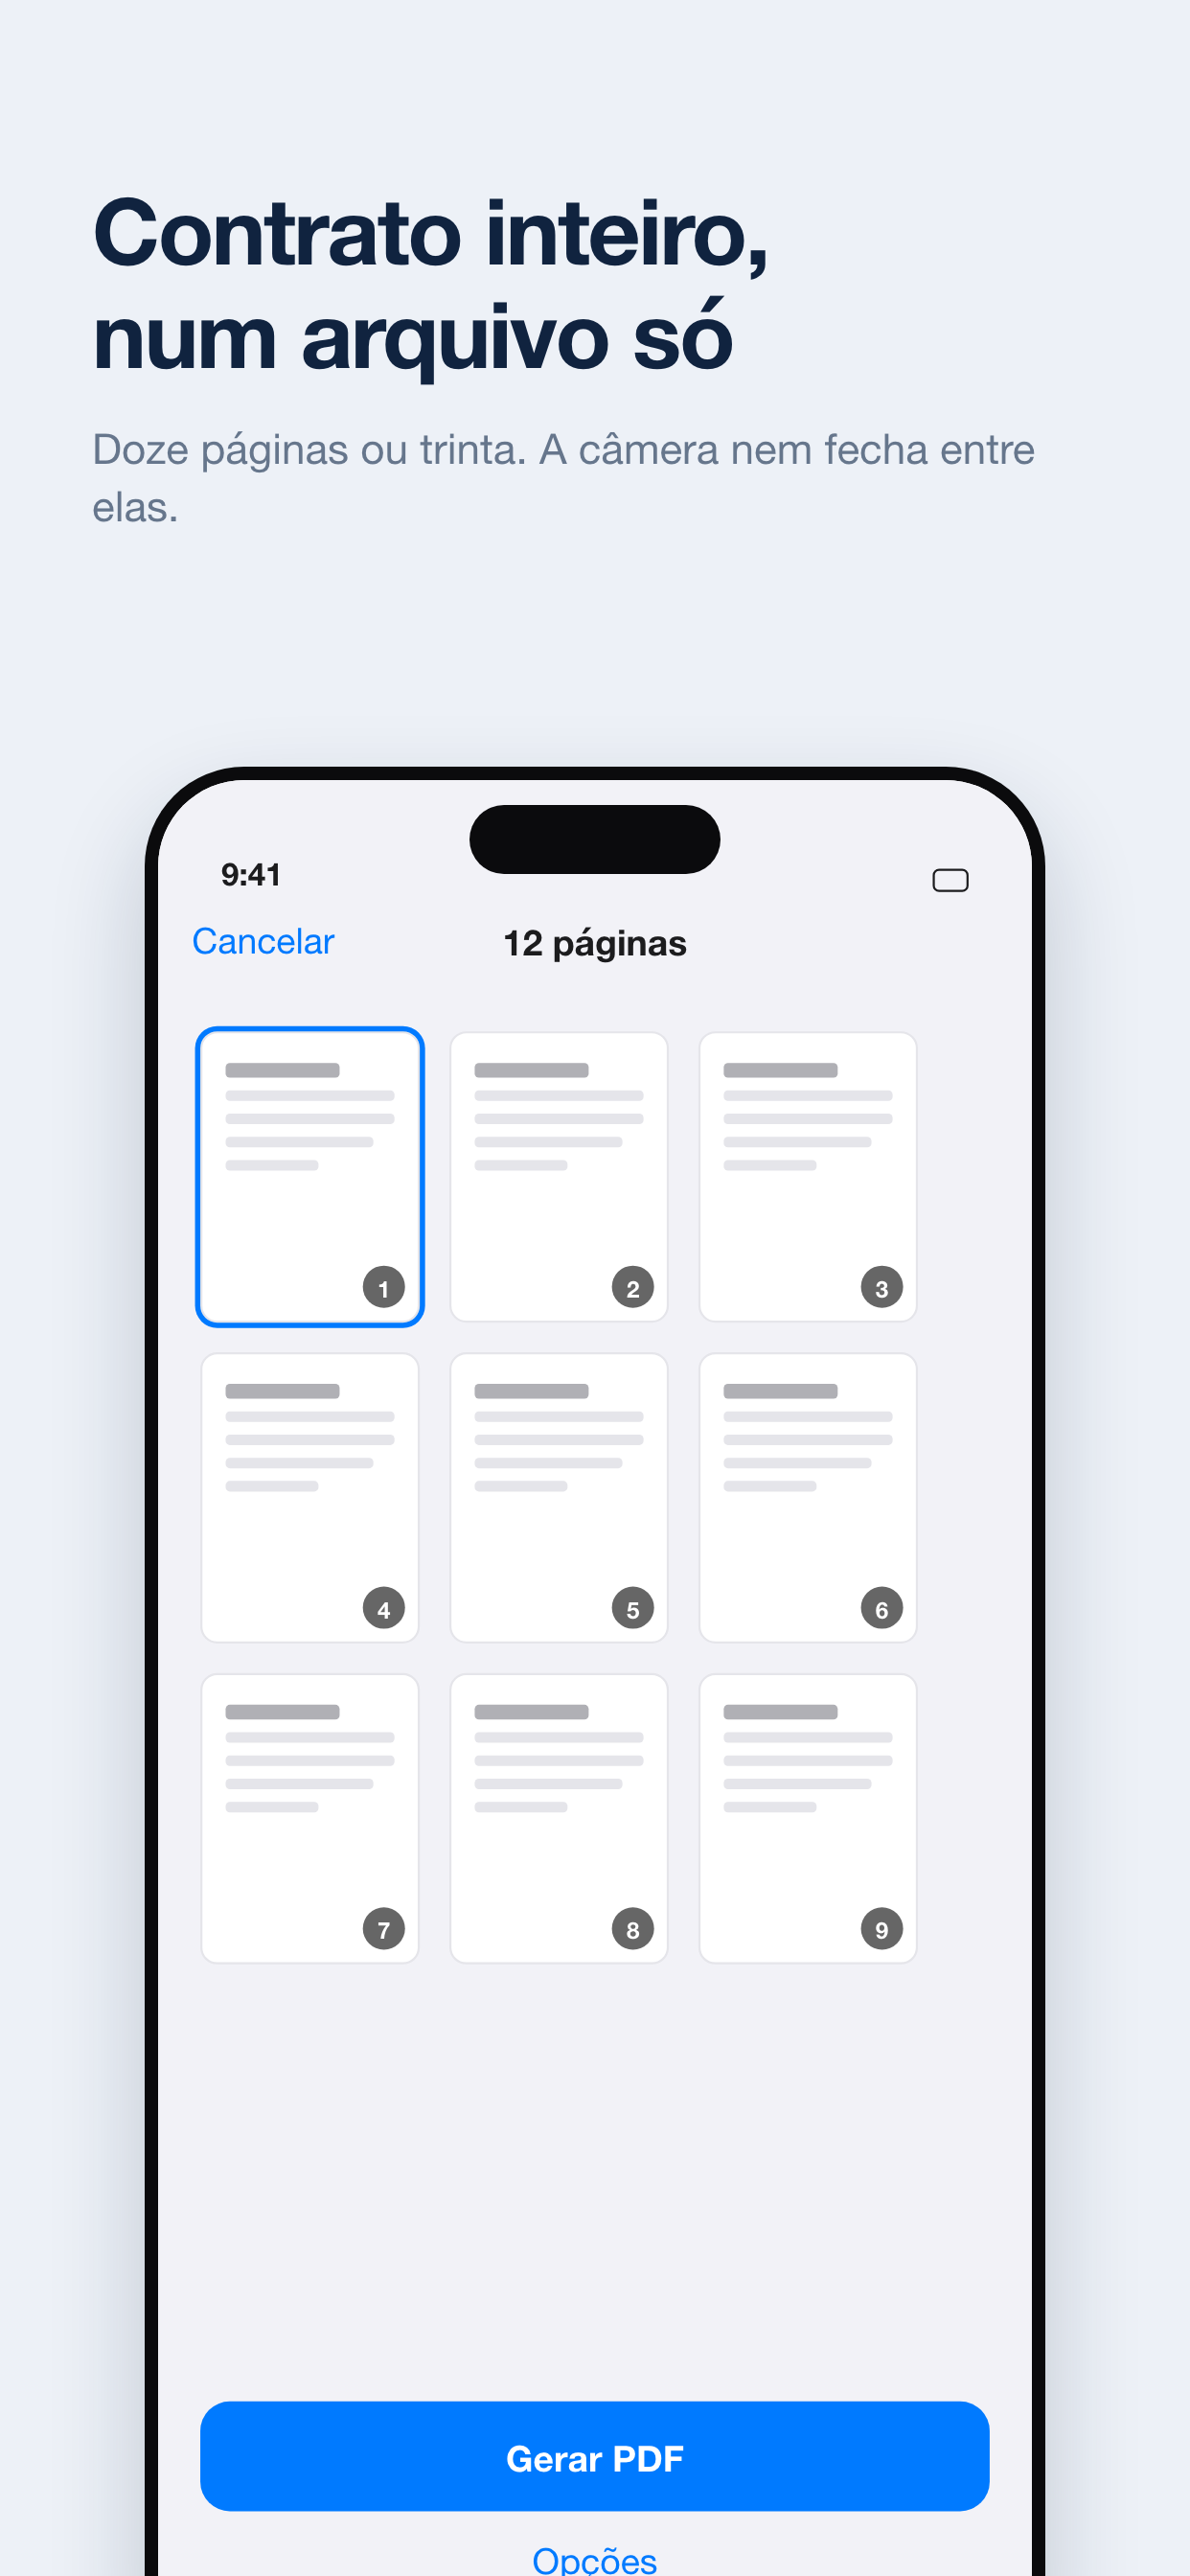 Contrato inteiro,
num arquivo só
Doze páginas ou trinta. A câmera nem fecha entre
elas.
9:41
Cancelar
12 páginas
1
2
3
4
5
6
7
8
9
Gerar PDF
Opções